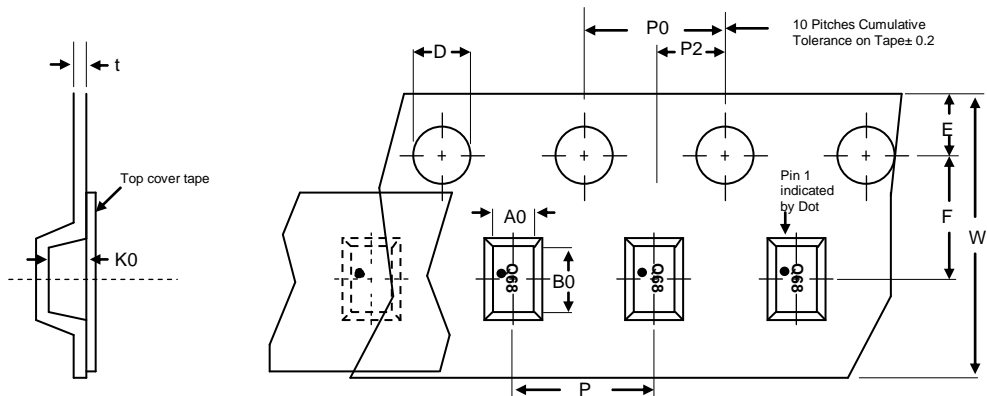 P0
10 Pitches Cumulative
Tolerance on Tape± 0.2
D
P2
t
E
Top cover tape
Pin 1
indicated
by Dot
A0
F
W
K0
B0
Q68
Q68
Q68
P